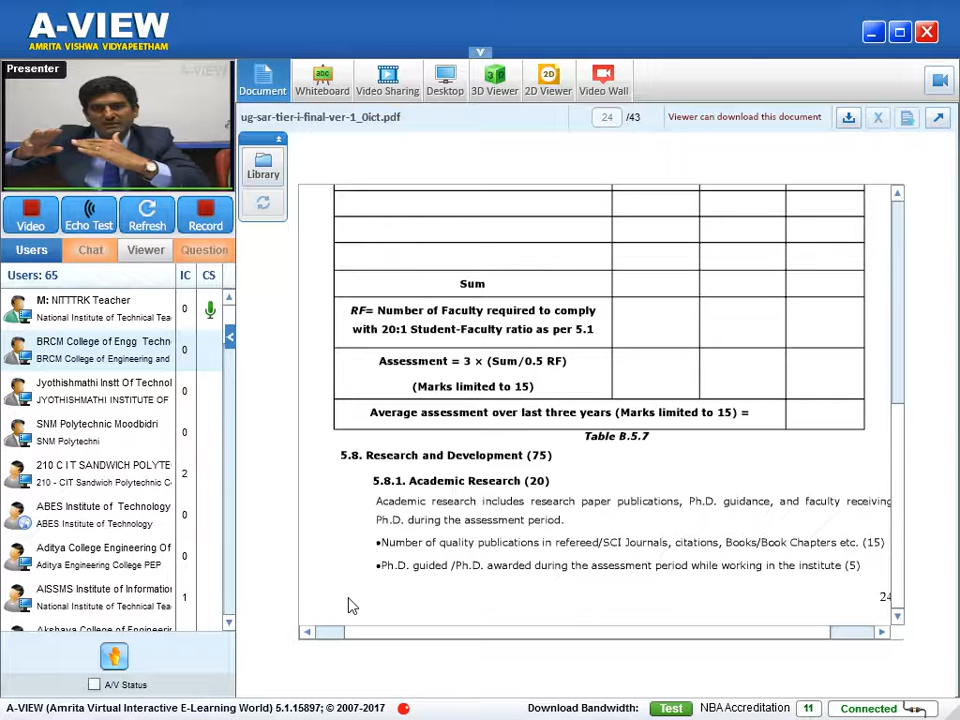 A-VIEW
AMRITA VISHWA VIDYAPEETHAM
Presenter
A-VIEW
Document
Whiteboard
Video Sharing
Desktop
3D Viewer
2D Viewer
Video Wall
ug-sar-tier-i-final-ver-1_0ict.pdf
24 /43
Viewer can download this document
Library
Video
Echo Test
Refresh
Record
Users
Chat
Viewer
Question
Users: 65
IC
CS
M: NITTTRK Teacher
National Institute of Technical Tea
0
BRCM College of Engg Techn
BRCM College of Engineering and
0
Jyothishmathi Instt Of Technol
JYOTHISHMATHI INSTITUTE OF
0
SNM Polytechnic Moodbidri
SNM Polytechni
0
210 C I T SANDWICH POLYTE
210 - CIT Sandwich Polytechnic C
2
ABES Institute of Technology
ABES Institute of Technology
0
Aditya College Engineering Of
Aditya Engineering College PEP
0
AISSMS Institute of Information
National Institute of Technical Tea
1
Akshaya College of Engineeri
A/V Status
Sum
RF= Number of Faculty required to comply
with 20:1 Student-Faculty ratio as per 5.1
Assessment = 3 × (Sum/0.5 RF)
(Marks limited to 15)
Average assessment over last three years (Marks limited to 15) =
Table B.5.7
5.8. Research and Development (75)
5.8.1. Academic Research (20)
Academic research includes research paper publications, Ph.D. guidance, and faculty receiving
Ph.D. during the assessment period.
•Number of quality publications in refereed/SCI Journals, citations, Books/Book Chapters etc. (15)
•Ph.D. guided /Ph.D. awarded during the assessment period while working in the institute (5)
24
A-VIEW (Amrita Virtual Interactive E-Learning World) 5.1.15897; © 2007-2017
Download Bandwidth:
Test
NBA Accreditation
11
Connected